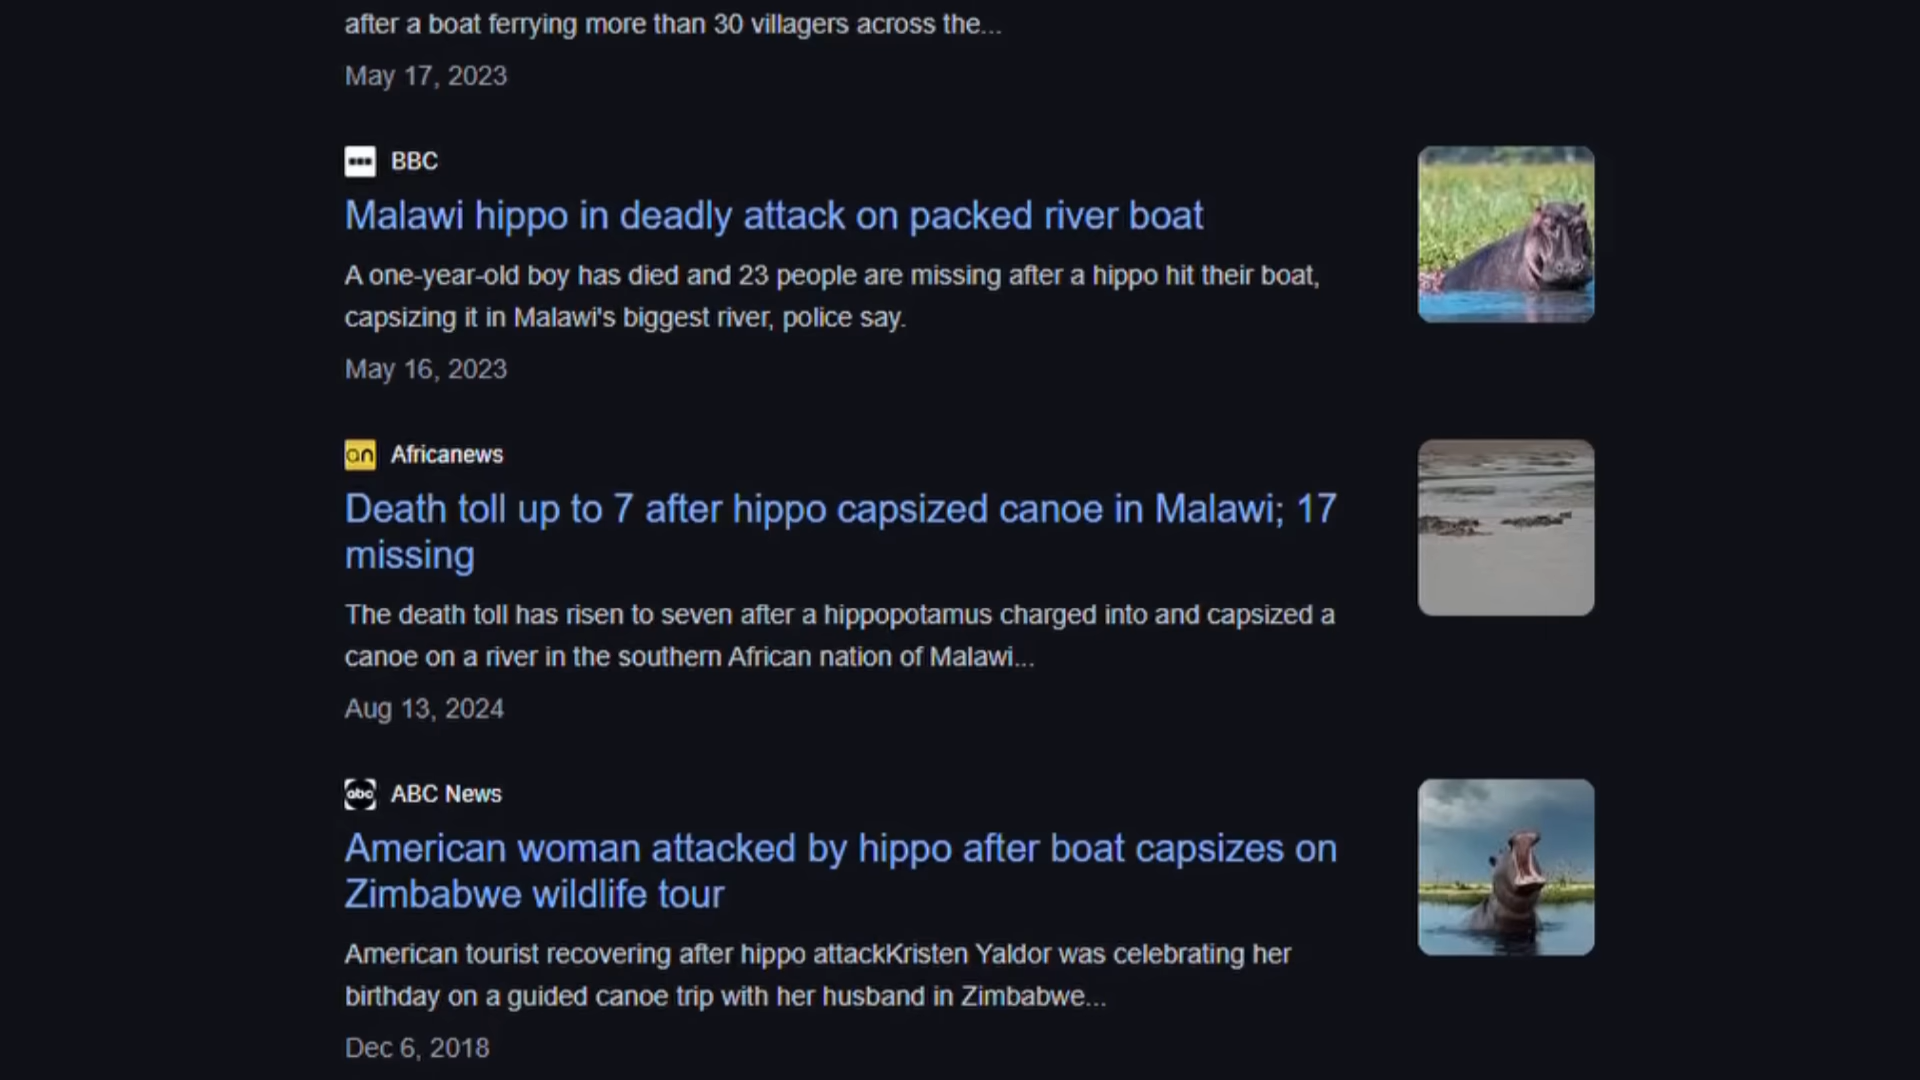 after a boat ferrying more than 30 villagers across the...
May 17, 2023
BBC
Malawi hippo in deadly attack on packed river boat
A one-year-old boy has died and 23 people are missing after a hippo hit their boat,
capsizing it in Malawi's biggest river, police say.
May 16, 2023
an
Africanews
Death toll up to 7 after hippo capsized canoe in Malawi; 17
missing
The death toll has risen to seven after a hippopotamus charged into and capsized a
canoe on a river in the southern African nation of Malawi...
Aug 13, 2024
abc
ABC News
American woman attacked by hippo after boat capsizes on
Zimbabwe wildlife tour
American tourist recovering after hippo attackKristen Yaldor was celebrating her
birthday on a guided canoe trip with her husband in Zimbabwe...
Dec 6, 2018